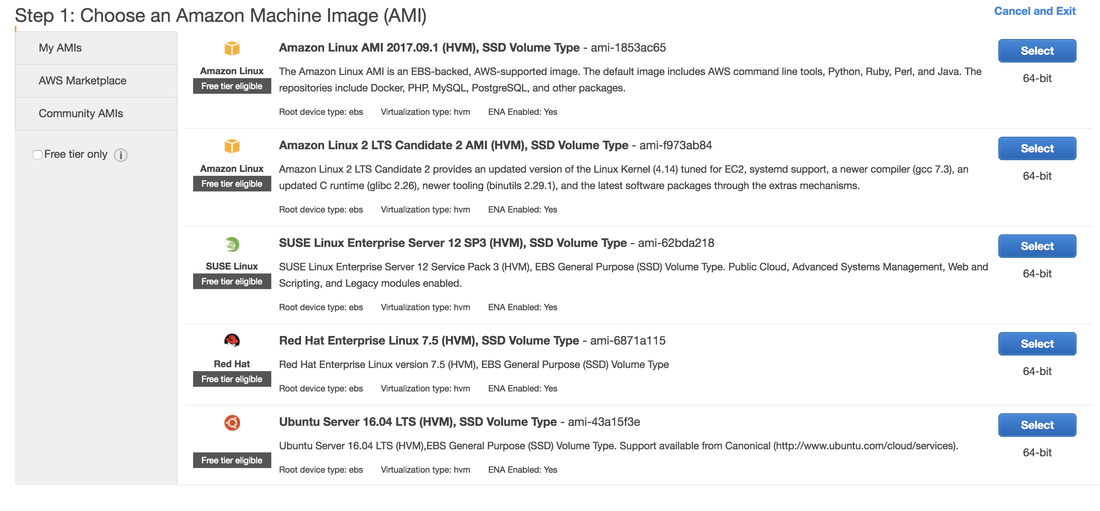 Step 1: Choose an Amazon Machine Image (AMI)
Cancel and Exit
My AMIs
AWS Marketplace
Community AMIs
Free tier only
i
Amazon Linux
Free tier eligible
Amazon Linux AMI 2017.09.1 (HVM), SSD Volume Type - ami-1853ac65
The Amazon Linux AMI is an EBS-backed, AWS-supported image. The default image includes AWS command line tools, Python, Ruby, Perl, and Java. The
repositories include Docker, PHP, MySQL, PostgreSQL, and other packages.
Root device type: ebs Virtualization type: hvm ENA Enabled: Yes
Select
64-bit
Amazon Linux
Free tier eligible
Amazon Linux 2 LTS Candidate 2 AMI (HVM), SSD Volume Type - ami-f973ab84
Amazon Linux 2 LTS Candidate 2 provides an updated version of the Linux Kernel (4.14) tuned for EC2, systemd support, a newer compiler (gcc 7.3), an
updated C runtime (glibc 2.26), newer tooling (binutils 2.29.1), and the latest software packages through the extras mechanisms.
Root device type: ebs Virtualization type: hvm ENA Enabled: Yes
Select
64-bit
SUSE Linux
Free tier eligible
SUSE Linux Enterprise Server 12 SP3 (HVM), SSD Volume Type - ami-62bda218
SUSE Linux Enterprise Server 12 Service Pack 3 (HVM), EBS General Purpose (SSD) Volume Type. Public Cloud, Advanced Systems Management, Web and
Scripting, and Legacy modules enabled.
Root device type: ebs Virtualization type: hvm ENA Enabled: Yes
Select
64-bit
Red Hat
Free tier eligible
Red Hat Enterprise Linux 7.5 (HVM), SSD Volume Type - ami-6871a115
Red Hat Enterprise Linux version 7.5 (HVM), EBS General Purpose (SSD) Volume Type
Root device type: ebs Virtualization type: hvm ENA Enabled: Yes
Select
64-bit
Free tier eligible
Ubuntu Server 16.04 LTS (HVM), SSD Volume Type - ami-43a15f3e
Ubuntu Server 16.04 LTS (HVM),EBS General Purpose (SSD) Volume Type. Support available from Canonical (http://www.ubuntu.com/cloud/services).
Root device type: ebs Virtualization type: hvm ENA Enabled: Yes
Select
64-bit